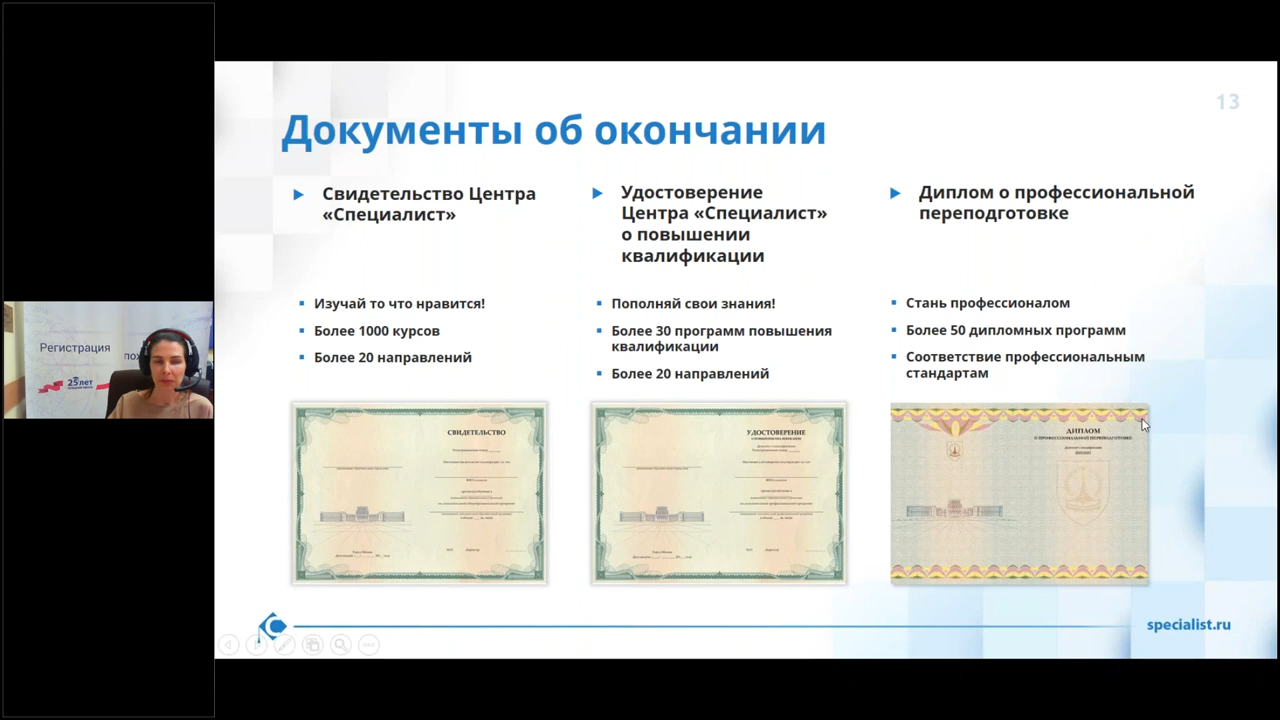 13
Документы об окончании
Свидетельство Центра
«Специалист»
Изучай то что нравится!
Более 1000 курсов
Более 20 направлений
СВИДЕТЕЛЬСТВО
Удостоверение
Центра «Специалист»
о повышении
квалификации
Пополняй свои знания!
Более 30 программ повышения
квалификации
Более 20 направлений
УДОСТОВЕРЕНИЕ
О ПОВЫШЕНИИ КВАЛИФИКАЦИИ
Диплом о профессиональной
переподготовке
Стань профессионалом
Более 50 дипломных программ
Соответствие профессиональным
стандартам
ДИПЛОМ
О ПРОФЕССИОНАЛЬНОЙ ПЕРЕПОДГОТОВКЕ
Регистрация
25 лет
specialist.ru